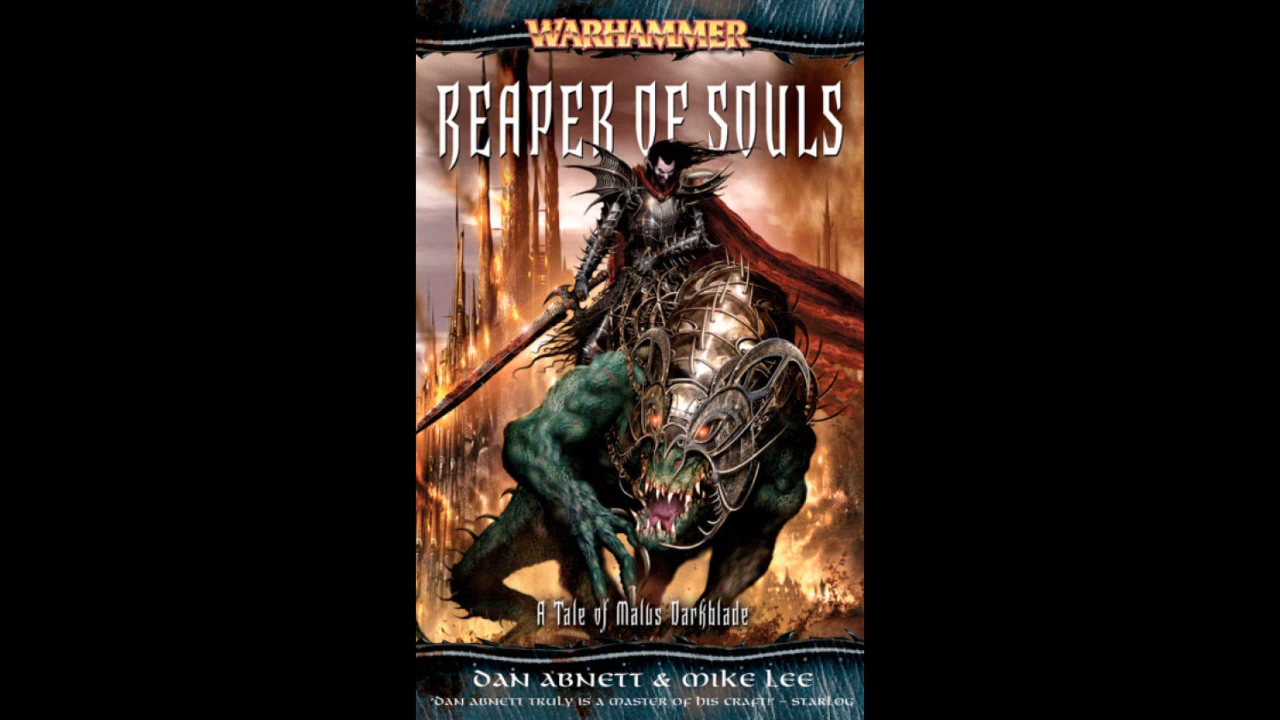 WARHAMMER
REAPER OF SOULS
A Tale of Malus Darkblade
DAN ABNETT & MIKE LEE
'DAN ABNETT TRULY IS A MASTER OF HIS CRAFT!' – STARLOG